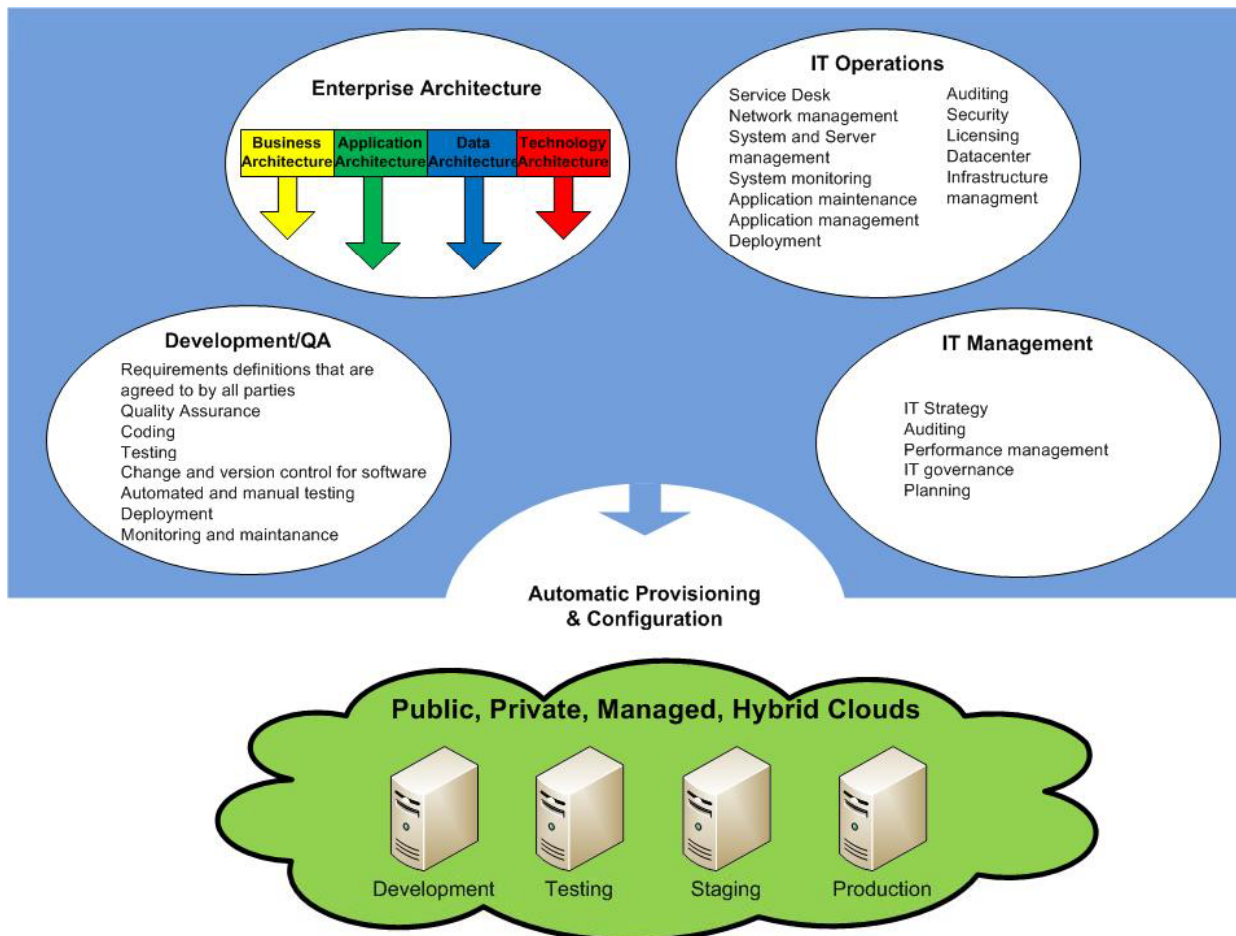 Enterprise Architecture
Business
Architecture
Application
Architecture
Data
Architecture
Technology
Architecture
IT Operations
Service Desk
Network management
System and Server
management
System monitoring
Application maintenance
Application management
Deployment
Auditing
Security
Licensing
Datacenter
Infrastructure
managment
Development/QA
Requirements definitions that are
agreed to by all parties
Quality Assurance
Coding
Testing
Change and version control for software
Automated and manual testing
Deployment
Monitoring and maintanance
IT Management
IT Strategy
Auditing
Performance management
IT governance
Planning
Automatic Provisioning
& Configuration
Public, Private, Managed, Hybrid Clouds
Development
Testing
Staging
Production